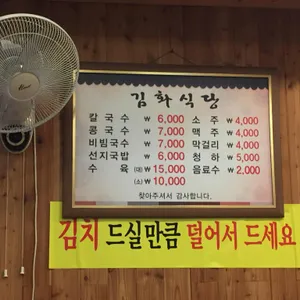 김화식당
칼국수 ₩ 6,000 소주 ₩ 4,000
콩국수 ₩ 7,000 맥주 ₩ 4,000
비빔국수 ₩ 7,000 막걸리 ₩ 4,000
선지국밥 ₩ 6,000 청하 ₩ 5,000
수육 (대) ₩ 15,000 음료수 ₩ 2,000
(소) ₩ 10,000
찾아주셔서 감사합니다.
김치 드실만큼 덜어서 드세요